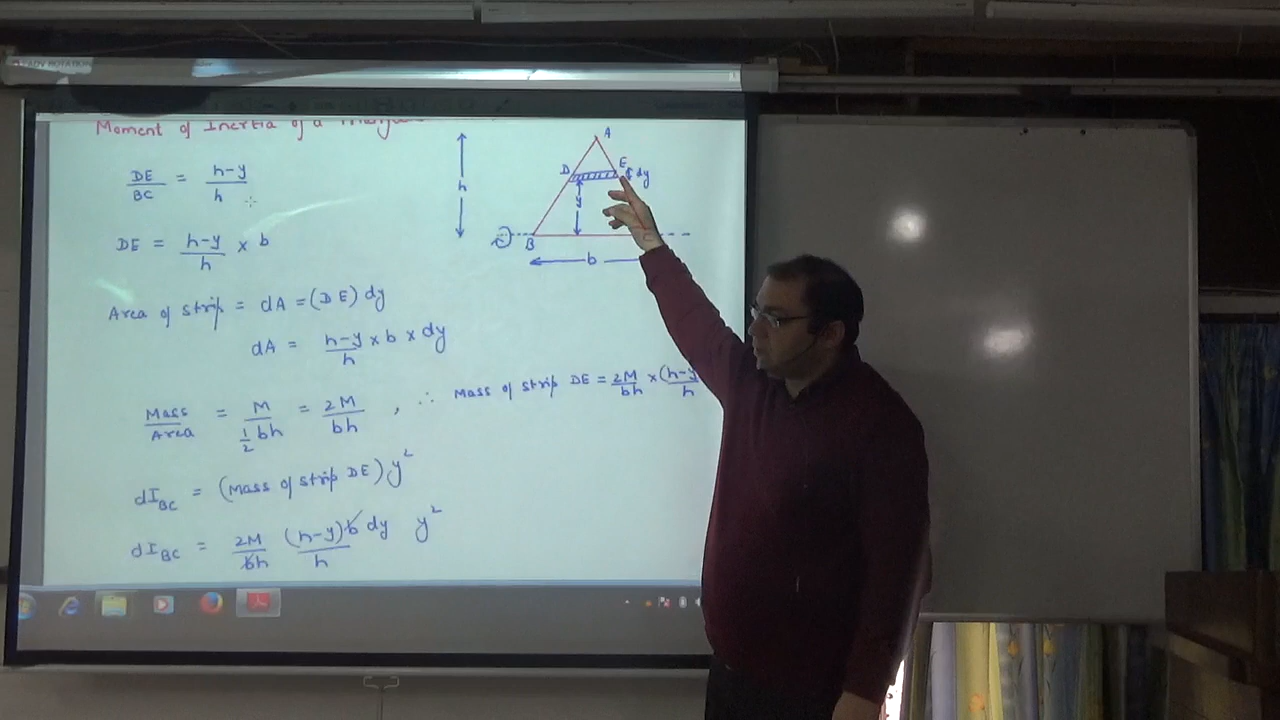 Moment of Inertia of a
DE/BC = h-y/h
DE = h-y/h × b
Area of strip = dA = (DE) dy
dA = h-y/h × b × dy
Mass/Area = M/½bh = 2M/bh , ∴ Mass of strip DE = 2M/bh × (h-y/h
dI_BC = (Mass of strip DE) y²
dI_BC = 2M/bh (h-y)b dy/h y²
A
D E
dy
h
y
B C
b